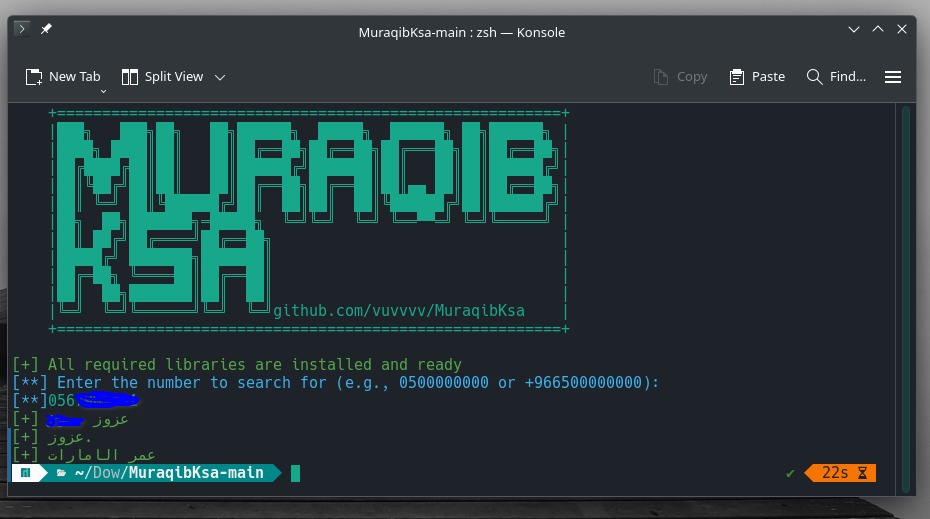 MuraqibKsa-main : zsh — Konsole
New Tab Split View Copy Paste Find...
MURAQIB
KSA
github.com/vuvvvv/MuraqibKsa
[+] All required libraries are installed and ready
[**] Enter the number to search for (e.g., 0500000000 or +966500000000):
[**]056
[+] عزوز
[+] عزوز.
[+] عمر الامارات
~/Dow/MuraqibKsa-main ✔ 22s